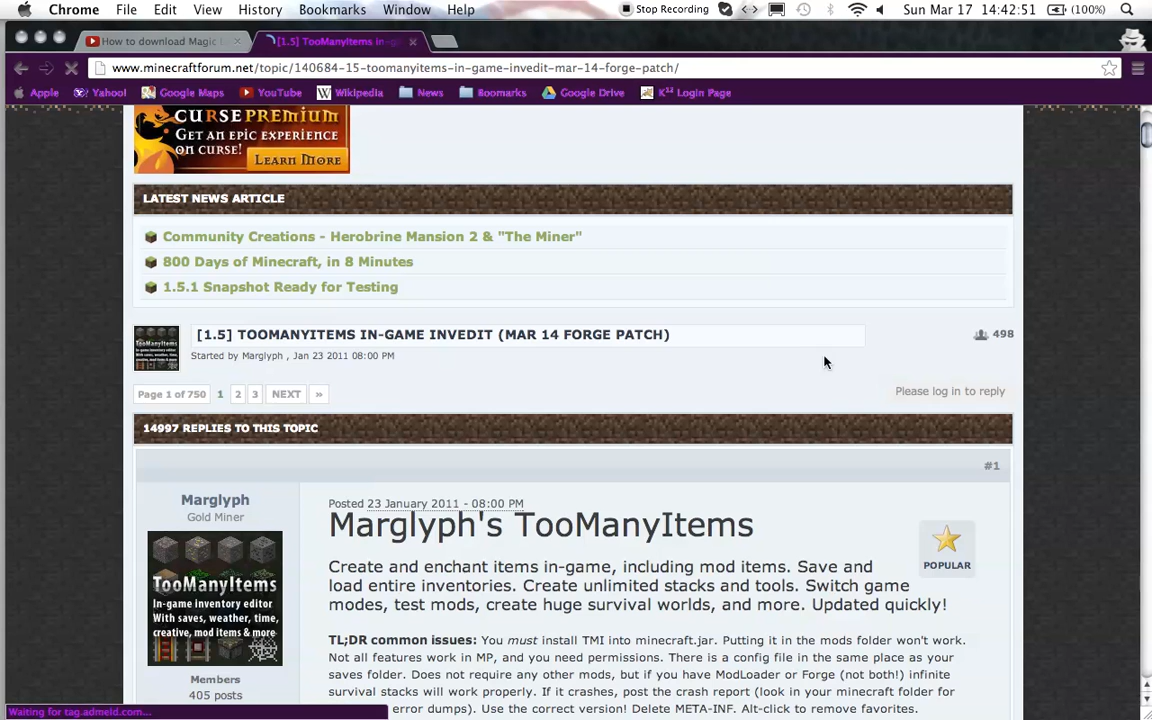 Chrome File Edit View History Bookmarks Window Help Stop Recording Sun Mar 17 14:42:51 (100%)
How to download Magic [1.5] TooManyItems in-ga
www.minecraftforum.net/topic/140684-15-toomanyitems-in-game-invedit-mar-14-forge-patch/
Apple Yahoo! Google Maps YouTube Wikipedia News Boomarks Google Drive K12 Login Page
CURSE PREMIUM
GET AN EPIC EXPERIENCE
ON CURSE!
LEARN MORE
LATEST NEWS ARTICLE
Community Creations - Herobrine Mansion 2 & "The Miner"
800 Days of Minecraft, in 8 Minutes
1.5.1 Snapshot Ready for Testing
[1.5] TOOMANYITEMS IN-GAME INVEDIT (MAR 14 FORGE PATCH)
498
Started by Marglyph , Jan 23 2011 08:00 PM
Page 1 of 750 1 2 3 NEXT »
Please log in to reply
14997 REPLIES TO THIS TOPIC
#1
Marglyph
Gold Miner
TooManyItems
In-game inventory editor
With saves, weather, time,
creative, mod items & more
Members
405 posts
Posted 23 January 2011 - 08:00 PM
Marglyph's TooManyItems
POPULAR
Create and enchant items in-game, including mod items. Save and
load entire inventories. Create unlimited stacks and tools. Switch game
modes, test mods, create huge survival worlds, and more. Updated quickly!
TL;DR common issues: You must install TMI into minecraft.jar. Putting it in the mods folder won't work.
Not all features work in MP, and you need permissions. There is a config file in the same place as your
saves folder. Does not require any other mods, but if you have ModLoader or Forge (not both!) infinite
survival stacks will work properly. If it crashes, post the crash report (look in your minecraft folder for
error dumps). Use the correct version! Delete META-INF. Alt-click to remove favorites.
Waiting for tag.admeld.com...